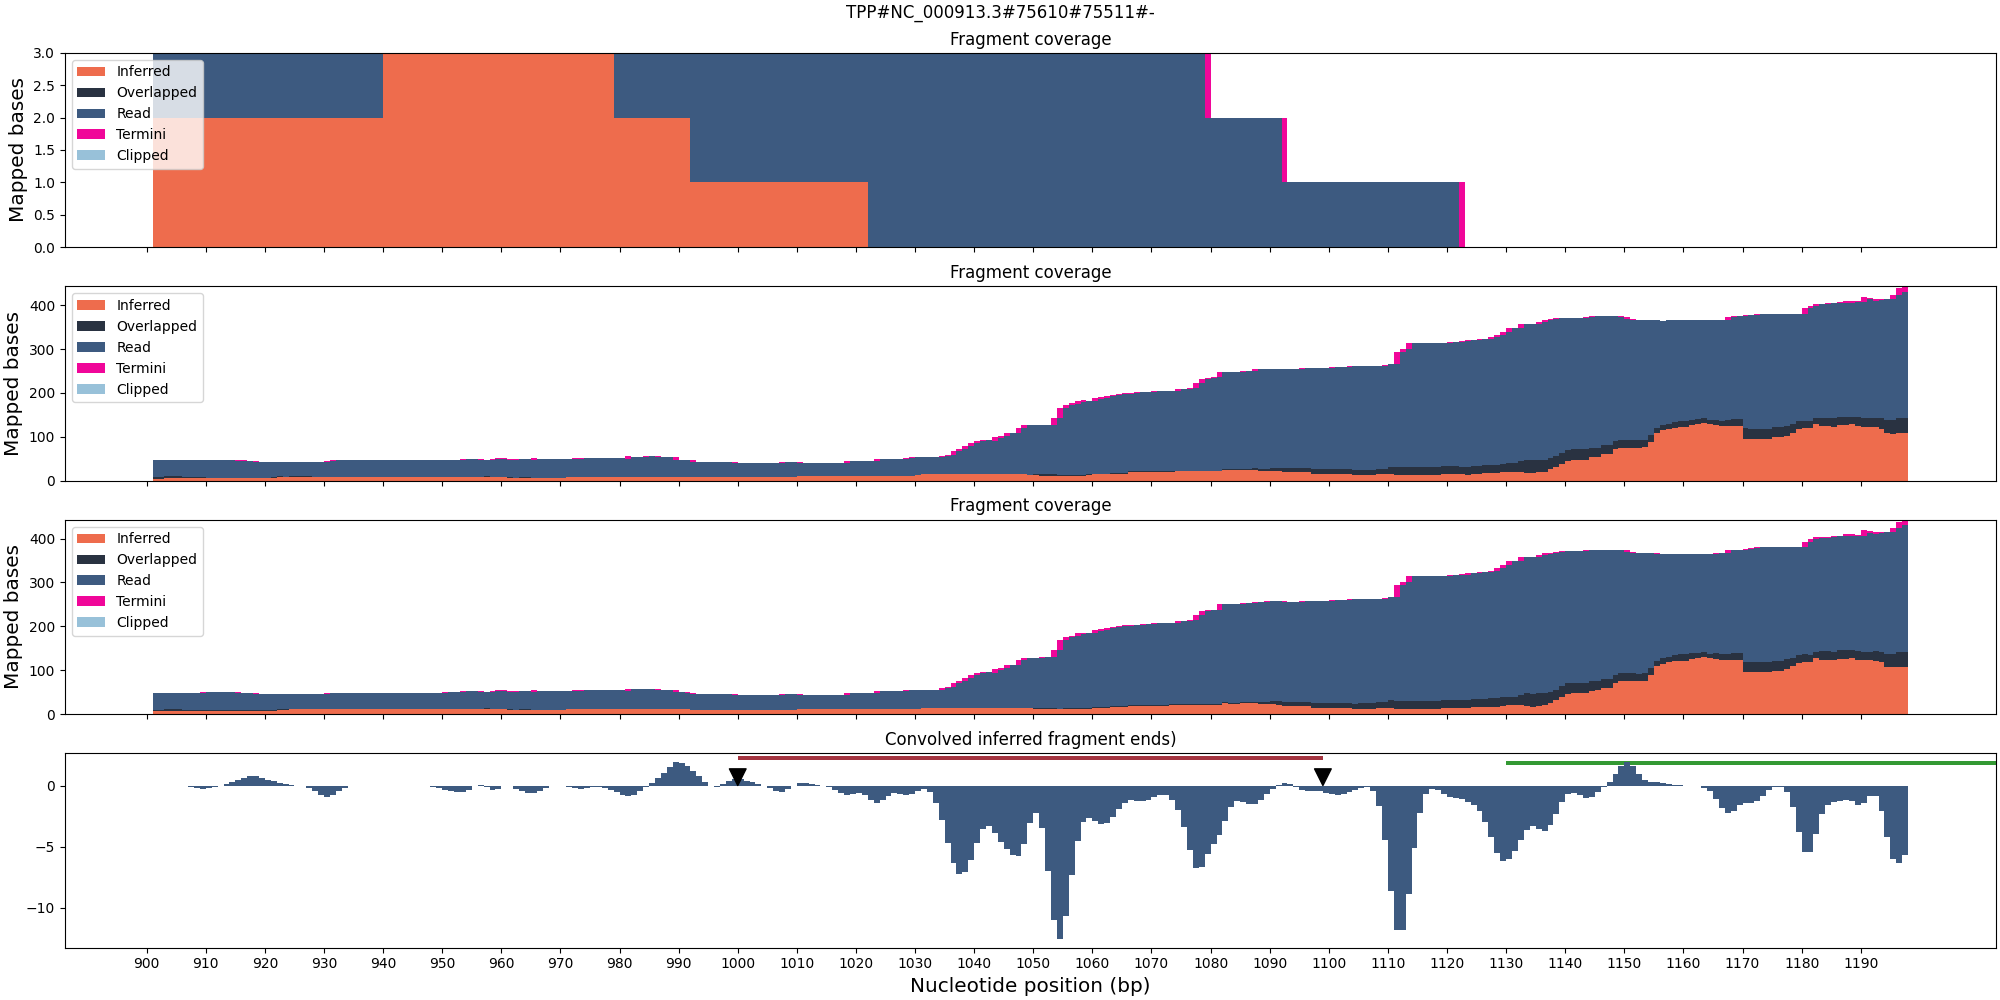 TPP#NC_000913.3#75610#75511#-
Fragment coverage
Mapped bases
3.0
2.5
2.0
1.5
1.0
0.5
0.0
Inferred
Overlapped
Read
Termini
Clipped
Fragment coverage
Mapped bases
400
300
200
100
0
Inferred
Overlapped
Read
Termini
Clipped
Fragment coverage
Mapped bases
400
300
200
100
0
Inferred
Overlapped
Read
Termini
Clipped
Convolved inferred fragment ends)
0
−5
−10
900 910 920 930 940 950 960 970 980 990 1000 1010 1020 1030 1040 1050 1060 1070 1080 1090 1100 1110 1120 1130 1140 1150 1160 1170 1180 1190
Nucleotide position (bp)